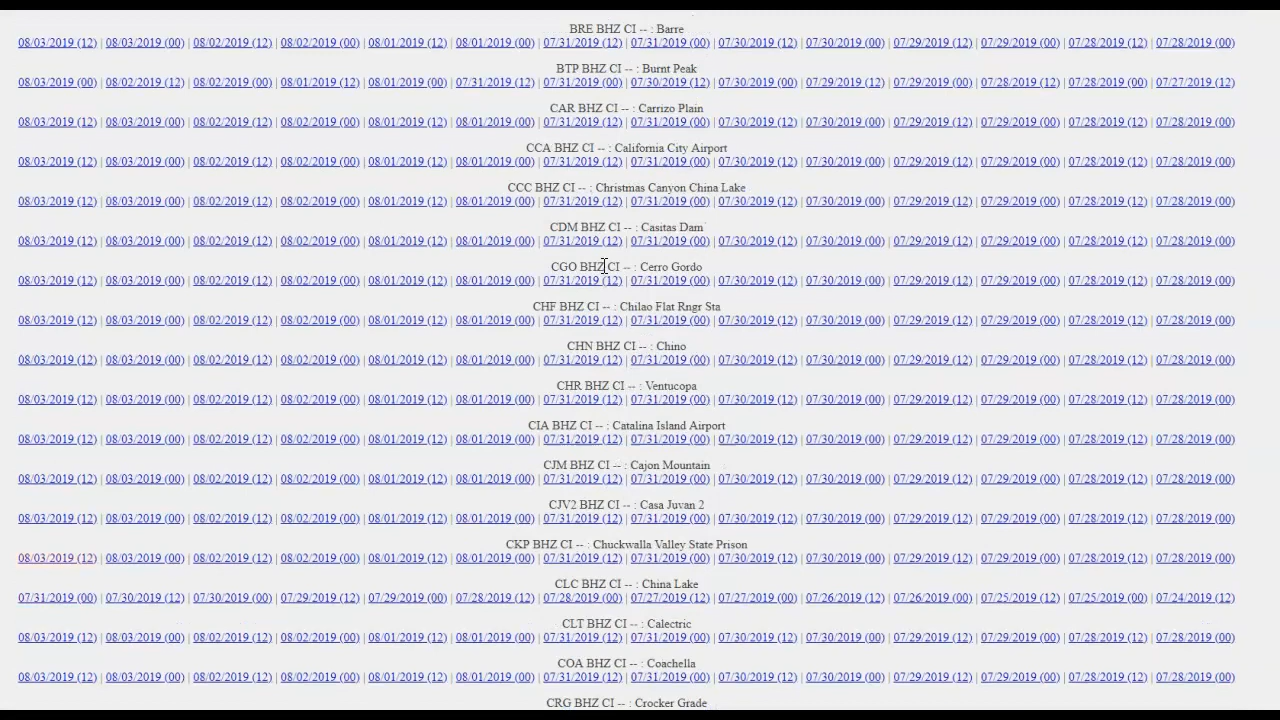 BRE BHZ CI -- : Barre
08/03/2019 (12) | 08/03/2019 (00) | 08/02/2019 (12) | 08/02/2019 (00) | 08/01/2019 (12) | 08/01/2019 (00) | 07/31/2019 (12) | 07/31/2019 (00) | 07/30/2019 (12) | 07/30/2019 (00) | 07/29/2019 (12) | 07/29/2019 (00) | 07/28/2019 (12) | 07/28/2019 (00)
BTP BHZ CI -- : Burnt Peak
08/03/2019 (00) | 08/02/2019 (12) | 08/02/2019 (00) | 08/01/2019 (12) | 08/01/2019 (00) | 07/31/2019 (12) | 07/31/2019 (00) | 07/30/2019 (12) | 07/30/2019 (00) | 07/29/2019 (12) | 07/29/2019 (00) | 07/28/2019 (12) | 07/28/2019 (00) | 07/27/2019 (12)
CAR BHZ CI -- : Carrizo Plain
08/03/2019 (12) | 08/03/2019 (00) | 08/02/2019 (12) | 08/02/2019 (00) | 08/01/2019 (12) | 08/01/2019 (00) | 07/31/2019 (12) | 07/31/2019 (00) | 07/30/2019 (12) | 07/30/2019 (00) | 07/29/2019 (12) | 07/29/2019 (00) | 07/28/2019 (12) | 07/28/2019 (00)
CCA BHZ CI -- : California City Airport
08/03/2019 (12) | 08/03/2019 (00) | 08/02/2019 (12) | 08/02/2019 (00) | 08/01/2019 (12) | 08/01/2019 (00) | 07/31/2019 (12) | 07/31/2019 (00) | 07/30/2019 (12) | 07/30/2019 (00) | 07/29/2019 (12) | 07/29/2019 (00) | 07/28/2019 (12) | 07/28/2019 (00)
CCC BHZ CI -- : Christmas Canyon China Lake
08/03/2019 (12) | 08/03/2019 (00) | 08/02/2019 (12) | 08/02/2019 (00) | 08/01/2019 (12) | 08/01/2019 (00) | 07/31/2019 (12) | 07/31/2019 (00) | 07/30/2019 (12) | 07/30/2019 (00) | 07/29/2019 (12) | 07/29/2019 (00) | 07/28/2019 (12) | 07/28/2019 (00)
CDM BHZ CI -- : Casitas Dam
08/03/2019 (12) | 08/03/2019 (00) | 08/02/2019 (12) | 08/02/2019 (00) | 08/01/2019 (12) | 08/01/2019 (00) | 07/31/2019 (12) | 07/31/2019 (00) | 07/30/2019 (12) | 07/30/2019 (00) | 07/29/2019 (12) | 07/29/2019 (00) | 07/28/2019 (12) | 07/28/2019 (00)
CGO BHZ CI -- : Cerro Gordo
08/03/2019 (12) | 08/03/2019 (00) | 08/02/2019 (12) | 08/02/2019 (00) | 08/01/2019 (12) | 08/01/2019 (00) | 07/31/2019 (12) | 07/31/2019 (00) | 07/30/2019 (12) | 07/30/2019 (00) | 07/29/2019 (12) | 07/29/2019 (00) | 07/28/2019 (12) | 07/28/2019 (00)
CHF BHZ CI -- : Chilao Flat Rngr Sta
08/03/2019 (12) | 08/03/2019 (00) | 08/02/2019 (12) | 08/02/2019 (00) | 08/01/2019 (12) | 08/01/2019 (00) | 07/31/2019 (12) | 07/31/2019 (00) | 07/30/2019 (12) | 07/30/2019 (00) | 07/29/2019 (12) | 07/29/2019 (00) | 07/28/2019 (12) | 07/28/2019 (00)
CHN BHZ CI -- : Chino
08/03/2019 (12) | 08/03/2019 (00) | 08/02/2019 (12) | 08/02/2019 (00) | 08/01/2019 (12) | 08/01/2019 (00) | 07/31/2019 (12) | 07/31/2019 (00) | 07/30/2019 (12) | 07/30/2019 (00) | 07/29/2019 (12) | 07/29/2019 (00) | 07/28/2019 (12) | 07/28/2019 (00)
CHR BHZ CI -- : Ventucopa
08/03/2019 (12) | 08/03/2019 (00) | 08/02/2019 (12) | 08/02/2019 (00) | 08/01/2019 (12) | 08/01/2019 (00) | 07/31/2019 (12) | 07/31/2019 (00) | 07/30/2019 (12) | 07/30/2019 (00) | 07/29/2019 (12) | 07/29/2019 (00) | 07/28/2019 (12) | 07/28/2019 (00)
CIA BHZ CI -- : Catalina Island Airport
08/03/2019 (12) | 08/03/2019 (00) | 08/02/2019 (12) | 08/02/2019 (00) | 08/01/2019 (12) | 08/01/2019 (00) | 07/31/2019 (12) | 07/31/2019 (00) | 07/30/2019 (12) | 07/30/2019 (00) | 07/29/2019 (12) | 07/29/2019 (00) | 07/28/2019 (12) | 07/28/2019 (00)
CJM BHZ CI -- : Cajon Mountain
08/03/2019 (12) | 08/03/2019 (00) | 08/02/2019 (12) | 08/02/2019 (00) | 08/01/2019 (12) | 08/01/2019 (00) | 07/31/2019 (12) | 07/31/2019 (00) | 07/30/2019 (12) | 07/30/2019 (00) | 07/29/2019 (12) | 07/29/2019 (00) | 07/28/2019 (12) | 07/28/2019 (00)
CJV2 BHZ CI -- : Casa Juvan 2
08/03/2019 (12) | 08/03/2019 (00) | 08/02/2019 (12) | 08/02/2019 (00) | 08/01/2019 (12) | 08/01/2019 (00) | 07/31/2019 (12) | 07/31/2019 (00) | 07/30/2019 (12) | 07/30/2019 (00) | 07/29/2019 (12) | 07/29/2019 (00) | 07/28/2019 (12) | 07/28/2019 (00)
CKP BHZ CI -- : Chuckwalla Valley State Prison
08/03/2019 (12) | 08/03/2019 (00) | 08/02/2019 (12) | 08/02/2019 (00) | 08/01/2019 (12) | 08/01/2019 (00) | 07/31/2019 (12) | 07/31/2019 (00) | 07/30/2019 (12) | 07/30/2019 (00) | 07/29/2019 (12) | 07/29/2019 (00) | 07/28/2019 (12) | 07/28/2019 (00)
CLC BHZ CI -- : China Lake
07/31/2019 (00) | 07/30/2019 (12) | 07/30/2019 (00) | 07/29/2019 (12) | 07/29/2019 (00) | 07/28/2019 (12) | 07/28/2019 (00) | 07/27/2019 (12) | 07/27/2019 (00) | 07/26/2019 (12) | 07/26/2019 (00) | 07/25/2019 (12) | 07/25/2019 (00) | 07/24/2019 (12)
CLT BHZ CI -- : Calectric
08/03/2019 (12) | 08/03/2019 (00) | 08/02/2019 (12) | 08/02/2019 (00) | 08/01/2019 (12) | 08/01/2019 (00) | 07/31/2019 (12) | 07/31/2019 (00) | 07/30/2019 (12) | 07/30/2019 (00) | 07/29/2019 (12) | 07/29/2019 (00) | 07/28/2019 (12) | 07/28/2019 (00)
COA BHZ CI -- : Coachella
08/03/2019 (12) | 08/03/2019 (00) | 08/02/2019 (12) | 08/02/2019 (00) | 08/01/2019 (12) | 08/01/2019 (00) | 07/31/2019 (12) | 07/31/2019 (00) | 07/30/2019 (12) | 07/30/2019 (00) | 07/29/2019 (12) | 07/29/2019 (00) | 07/28/2019 (12) | 07/28/2019 (00)
CRG BHZ CI -- : Crocker Grade